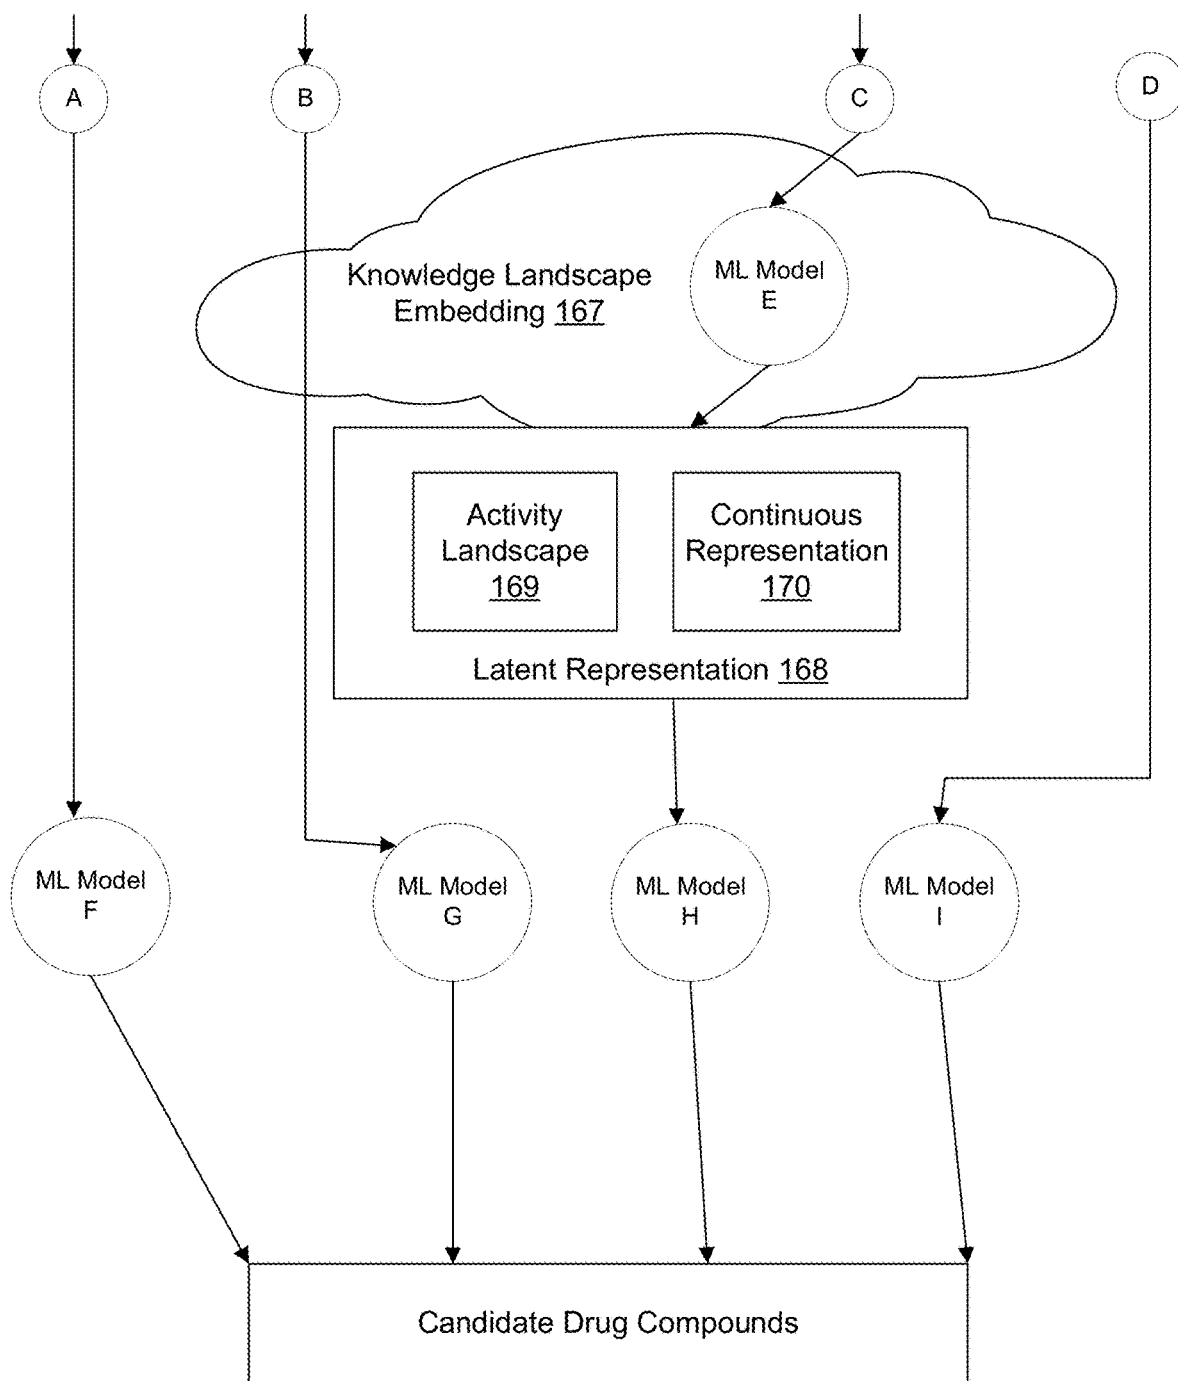 A
B
C
D
Knowledge Landscape
Embedding 167
ML Model
E
Activity
Landscape
169
Continuous
Representation
170
Latent Representation 168
ML Model
F
ML Model
G
ML Model
H
ML Model
I
Candidate Drug Compounds